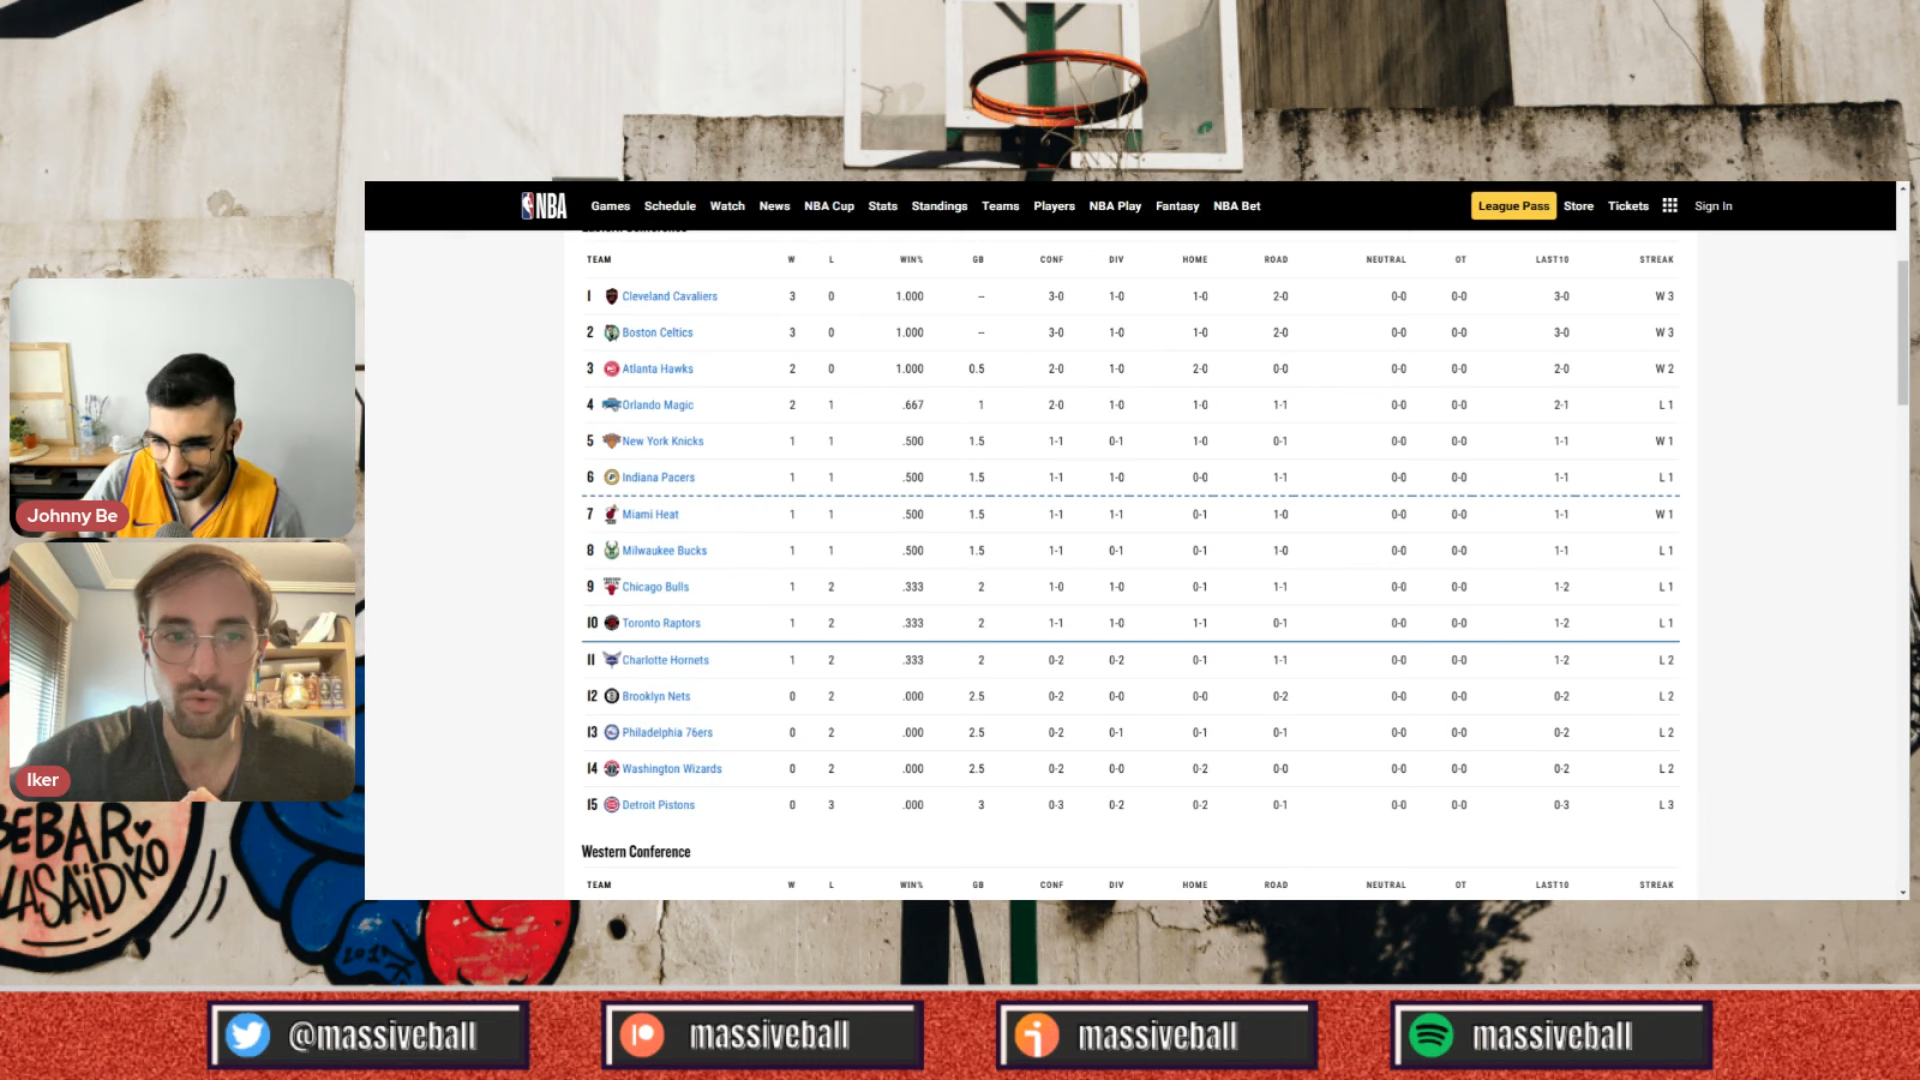 NBA Games Schedule Watch News NBA Cup Stats Standings Teams Players NBA Play Fantasy NBA Bet League Pass Store Tickets Sign In
Eastern Conference
TEAM W L WIN% GB CONF DIV HOME ROAD NEUTRAL OT LAST10 STREAK
1 Cleveland Cavaliers 3 0 1.000 – 3-0 1-0 1-0 2-0 0-0 0-0 3-0 W 3
2 Boston Celtics 3 0 1.000 – 3-0 1-0 1-0 2-0 0-0 0-0 3-0 W 3
3 Atlanta Hawks 2 0 1.000 0.5 2-0 1-0 2-0 0-0 0-0 0-0 2-0 W 2
4 Orlando Magic 2 1 .667 1 2-0 1-0 1-0 1-1 0-0 0-0 2-1 L 1
5 New York Knicks 1 1 .500 1.5 1-1 0-1 1-0 0-1 0-0 0-0 1-1 W 1
6 Indiana Pacers 1 1 .500 1.5 1-1 1-0 0-0 1-1 0-0 0-0 1-1 L 1
7 Miami Heat 1 1 .500 1.5 1-1 1-1 0-1 1-0 0-0 0-0 1-1 W 1
8 Milwaukee Bucks 1 1 .500 1.5 1-1 0-1 0-1 1-0 0-0 0-0 1-1 L 1
9 Chicago Bulls 1 2 .333 2 1-0 1-0 0-1 1-1 0-0 0-0 1-2 L 1
10 Toronto Raptors 1 2 .333 2 1-1 1-0 1-1 0-1 0-0 0-0 1-2 L 1
11 Charlotte Hornets 1 2 .333 2 0-2 0-2 0-1 1-1 0-0 0-0 1-2 L 2
12 Brooklyn Nets 0 2 .000 2.5 0-2 0-0 0-0 0-2 0-0 0-0 0-2 L 2
13 Philadelphia 76ers 0 2 .000 2.5 0-2 0-1 0-1 0-1 0-0 0-0 0-2 L 2
14 Washington Wizards 0 2 .000 2.5 0-2 0-0 0-2 0-0 0-0 0-0 0-2 L 2
15 Detroit Pistons 0 3 .000 3 0-3 0-2 0-2 0-1 0-0 0-0 0-3 L 3
Western Conference
TEAM W L WIN% GB CONF DIV HOME ROAD NEUTRAL OT LAST10 STREAK
Johnny Be
Iker
@massiveball
massiveball
massiveball
massiveball